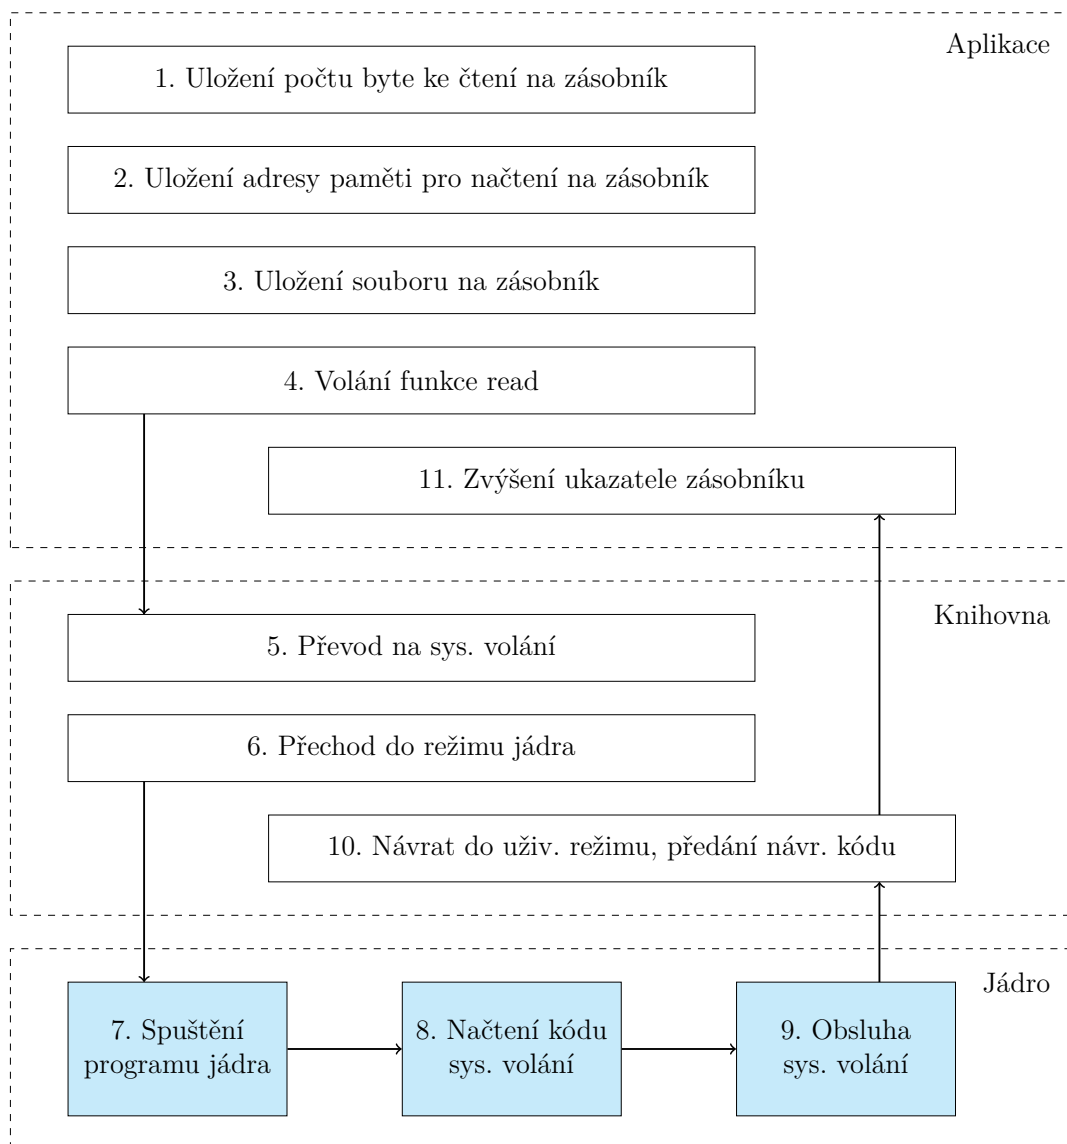 Aplikace
1. Uložení počtu byte ke čtení na zásobník
2. Uložení adresy paměti pro načtení na zásobník
3. Uložení souboru na zásobník
4. Volání funkce read
11. Zvýšení ukazatele zásobníku
Knihovna
5. Převod na sys. volání
6. Přechod do režimu jádra
10. Návrat do uživ. režimu, předání návr. kódu
Jádro
7. Spuštění
programu jádra
8. Načtení kódu
sys. volání
9. Obsluha
sys. volání